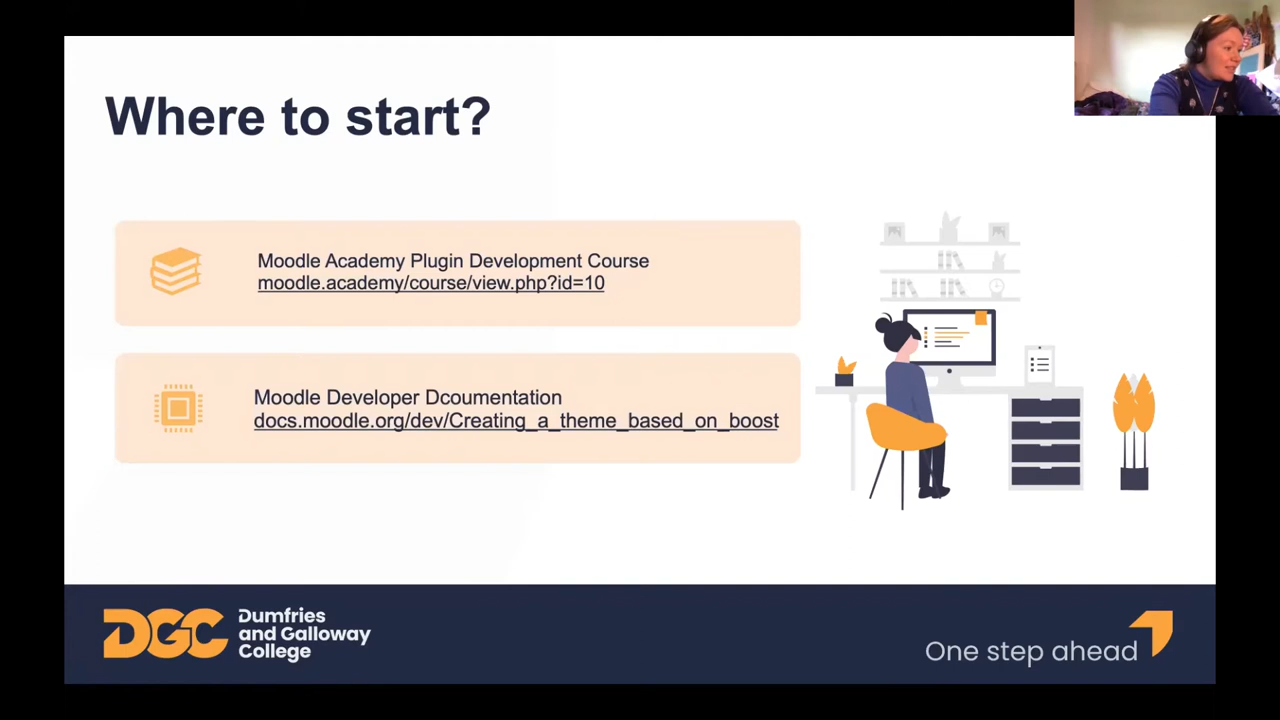 Where to start?
Moodle Academy Plugin Development Course
moodle.academy/course/view.php?id=10
Moodle Developer Dcoumentation
docs.moodle.org/dev/Creating_a_theme_based_on_boost
DGC
Dumfries
and Galloway
College
One step ahead